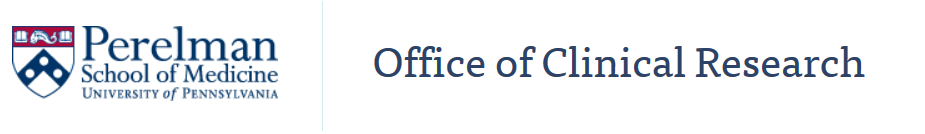 Perelman
School of Medicine
University of Pennsylvania
Office of Clinical Research